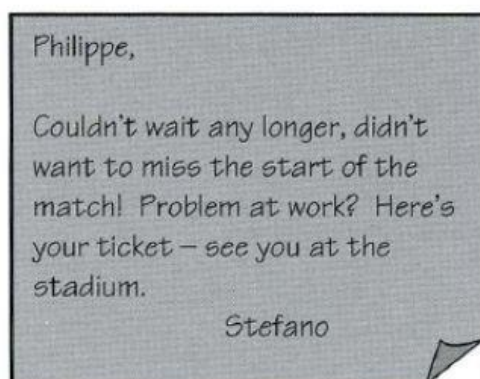 Philippe,
Couldn't wait any longer, didn't
want to miss the start of the
match! Problem at work? Here's
your ticket – see you at the
stadium.
Stefano